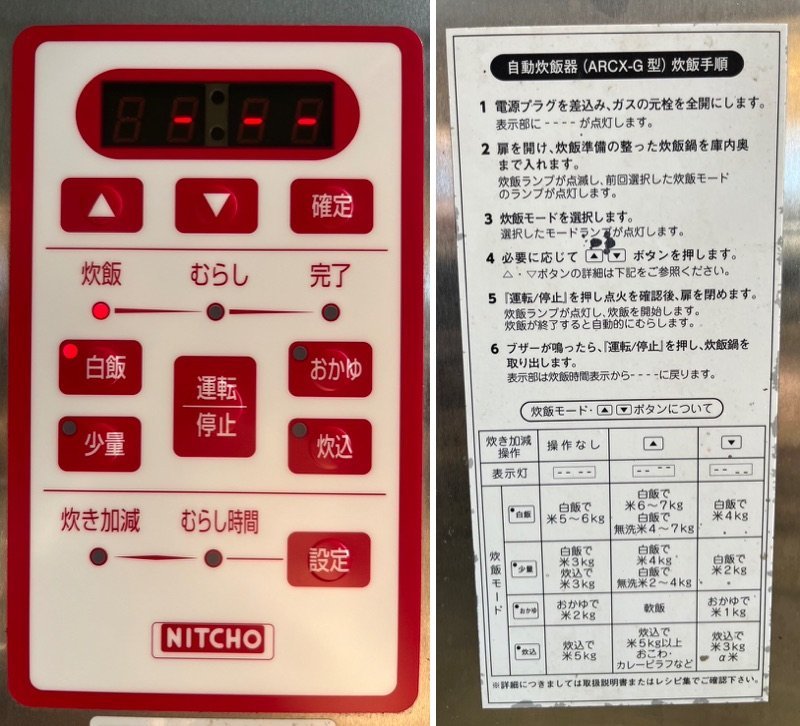 ▲ ▼ 確定
炊飯 むらし 完了
白飯 運転 おかゆ
停止
少量 炊込
炊き加減 むらし時間 設定
NITCHO
自動炊飯器(ARCX-G型)炊飯手順
1 電源プラグを差込み、ガスの元栓を全開にします。
表示部に - - - - が点灯します。
2 扉を開け、炊飯準備の整った炊飯鍋を庫内奥
まで入れます。
炊飯ランプが点滅し、前回選択した炊飯モード
のランプが点灯します。
3 炊飯モードを選択します。
選択したモードランプが点灯します。
4 必要に応じて ▲ ▼ ボタンを押します。
△・▽ボタンの詳細は下記をご参照ください。
5 『運転/停止』を押し点火を確認後、扉を閉めます。
炊飯ランプが点灯し、炊飯を開始します。
炊飯が終了すると自動的にむらします。
6 ブザーが鳴ったら、『運転/停止』を押し、炊飯鍋を
取り出します。
表示部は炊飯時間表示から - - - - に戻ります。
炊飯モード・▲▼ボタンについて
炊き加減
操作 操作なし ▲ ▼
表示灯 -- -- -- -- -- --
炊飯モード
白飯 白飯で
米5~6kg 白飯で
米6~7kg
白飯で
無洗米4~7kg 白飯で
米4kg
少量 白飯で
米3kg
炊込で
米3kg 白飯で
米4kg
白飯で
無洗米2~4kg 白飯で
米2kg
おかゆ おかゆで
米2kg 軟飯 おかゆで
米1kg
炊込 炊込で
米5kg 炊込で
米5kg以上
おこわ・
カレーピラフなど 炊込で
米3kg
α米
※詳細につきましては取扱説明書またはレシピ集でご確認下さい。